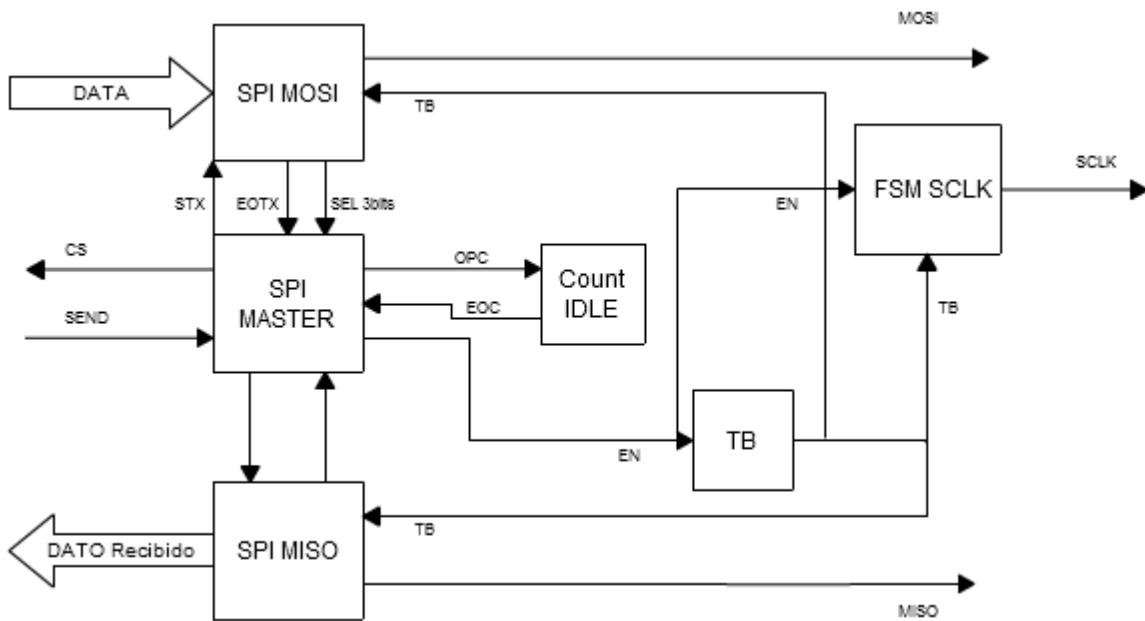 MOSI
DATA
SPI MOSI
TB
SCLK
FSM SCLK
STX
EOTX
SEL 3bits
EN
CS
OPC
SPI
MASTER
Count
IDLE
EOC
SEND
TB
TB
EN
TB
DATO Recibido
SPI MISO
MISO